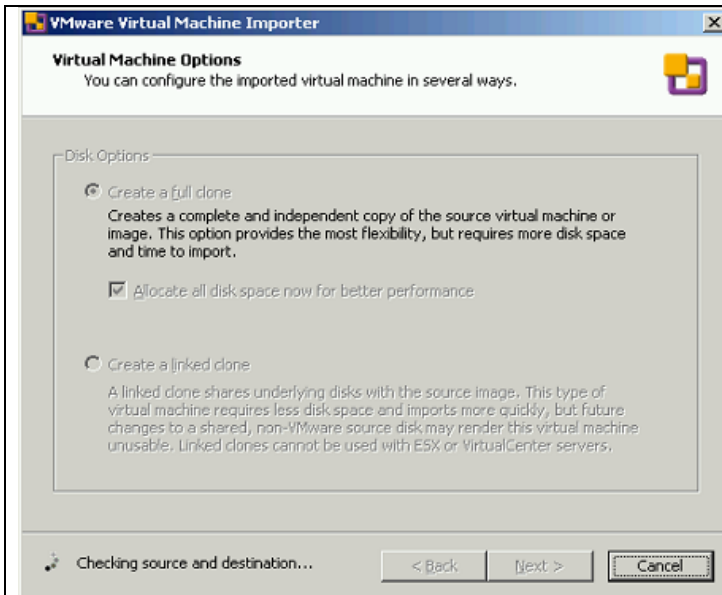 VMware Virtual Machine Importer
Virtual Machine Options
You can configure the imported virtual machine in several ways.
Disk Options
Create a full clone
Creates a complete and independent copy of the source virtual machine or
image. This option provides the most flexibility, but requires more disk space
and time to import.
Allocate all disk space now for better performance
Create a linked clone
A linked clone shares underlying disks with the source image. This type of
virtual machine requires less disk space and imports more quickly, but future
changes to a shared, non-VMware source disk may render this virtual machine
unusable. Linked clones cannot be used with ESX or VirtualCenter servers.
Checking source and destination...
< Back
Next >
Cancel